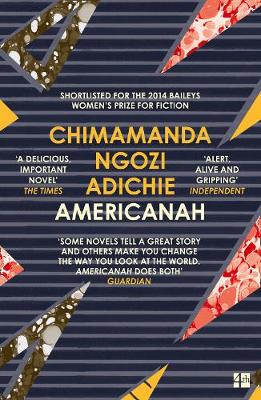 SHORTLISTED FOR THE 2014 BAILEYS
WOMEN'S PRIZE FOR FICTION
CHIMAMANDA
NGOZI
ADICHIE
AMERICANAH
'A DELICIOUS,
IMPORTANT
NOVEL'
THE TIMES
'ALERT,
ALIVE AND
GRIPPING'
INDEPENDENT
'SOME NOVELS TELL A GREAT STORY
AND OTHERS MAKE YOU CHANGE
THE WAY YOU LOOK AT THE WORLD,
AMERICANAH DOES BOTH'
GUARDIAN
4th